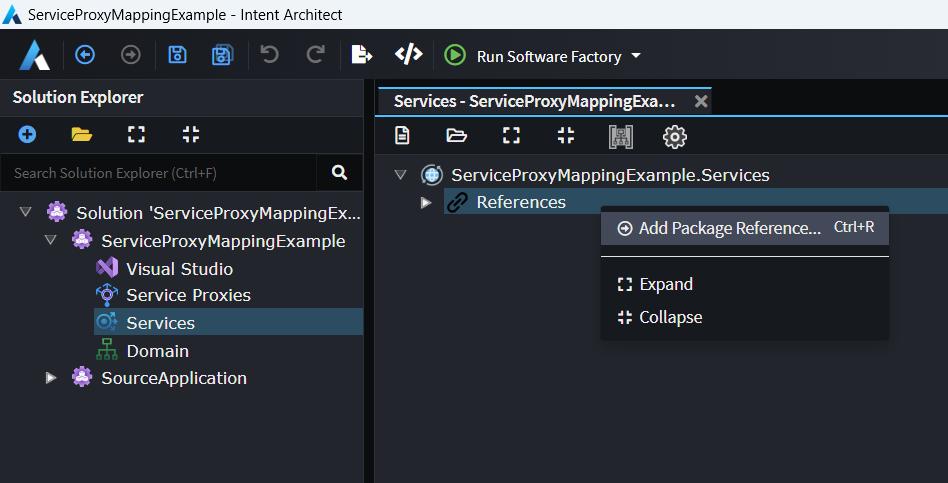 ServiceProxyMappingExample - Intent Architect
Run Software Factory
Solution Explorer
Search Solution Explorer (Ctrl+F)
Solution 'ServiceProxyMappingEx...
ServiceProxyMappingExample
Visual Studio
Service Proxies
Services
Domain
SourceApplication
Services - ServiceProxyMappingExa...
ServiceProxyMappingExample.Services
References
Add Package Reference... Ctrl+R
Expand
Collapse